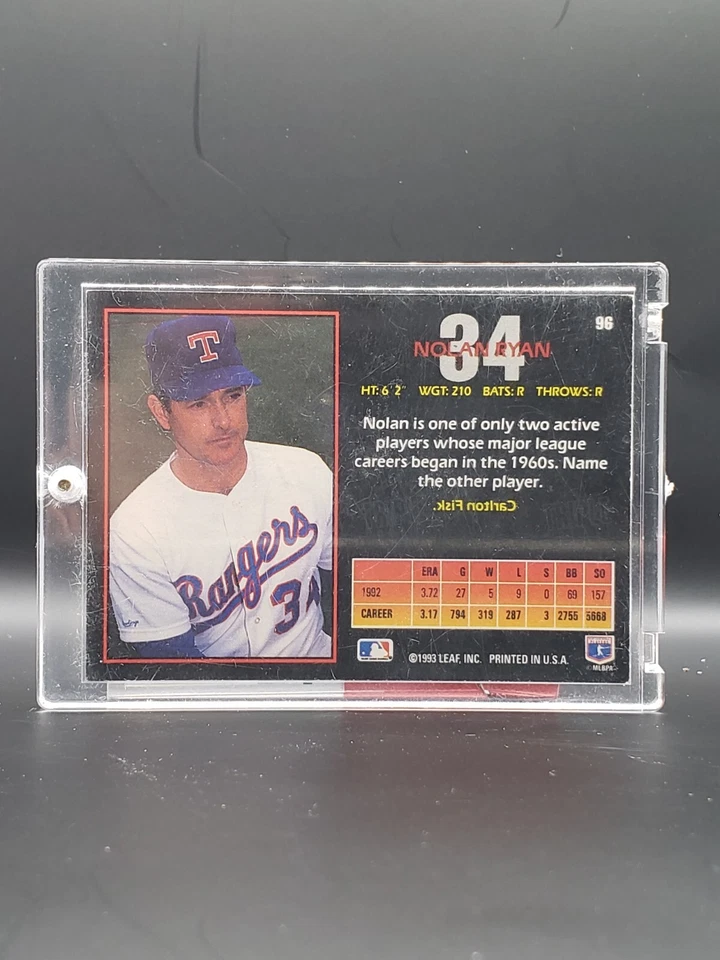 T
Rangers
34
34
96
NOLAN RYAN
HT: 6' 2" WGT: 210 BATS: R THROWS: R
Nolan is one of only two active
players whose major league
careers began in the 1960s. Name
the other player.
Carlton Fisk.
ERA G W L S BB SO
1992 3.72 27 5 9 0 69 157
CAREER 3.17 794 319 287 3 2755 5668
©1993 LEAF, INC. PRINTED IN U.S.A.
MLBPA